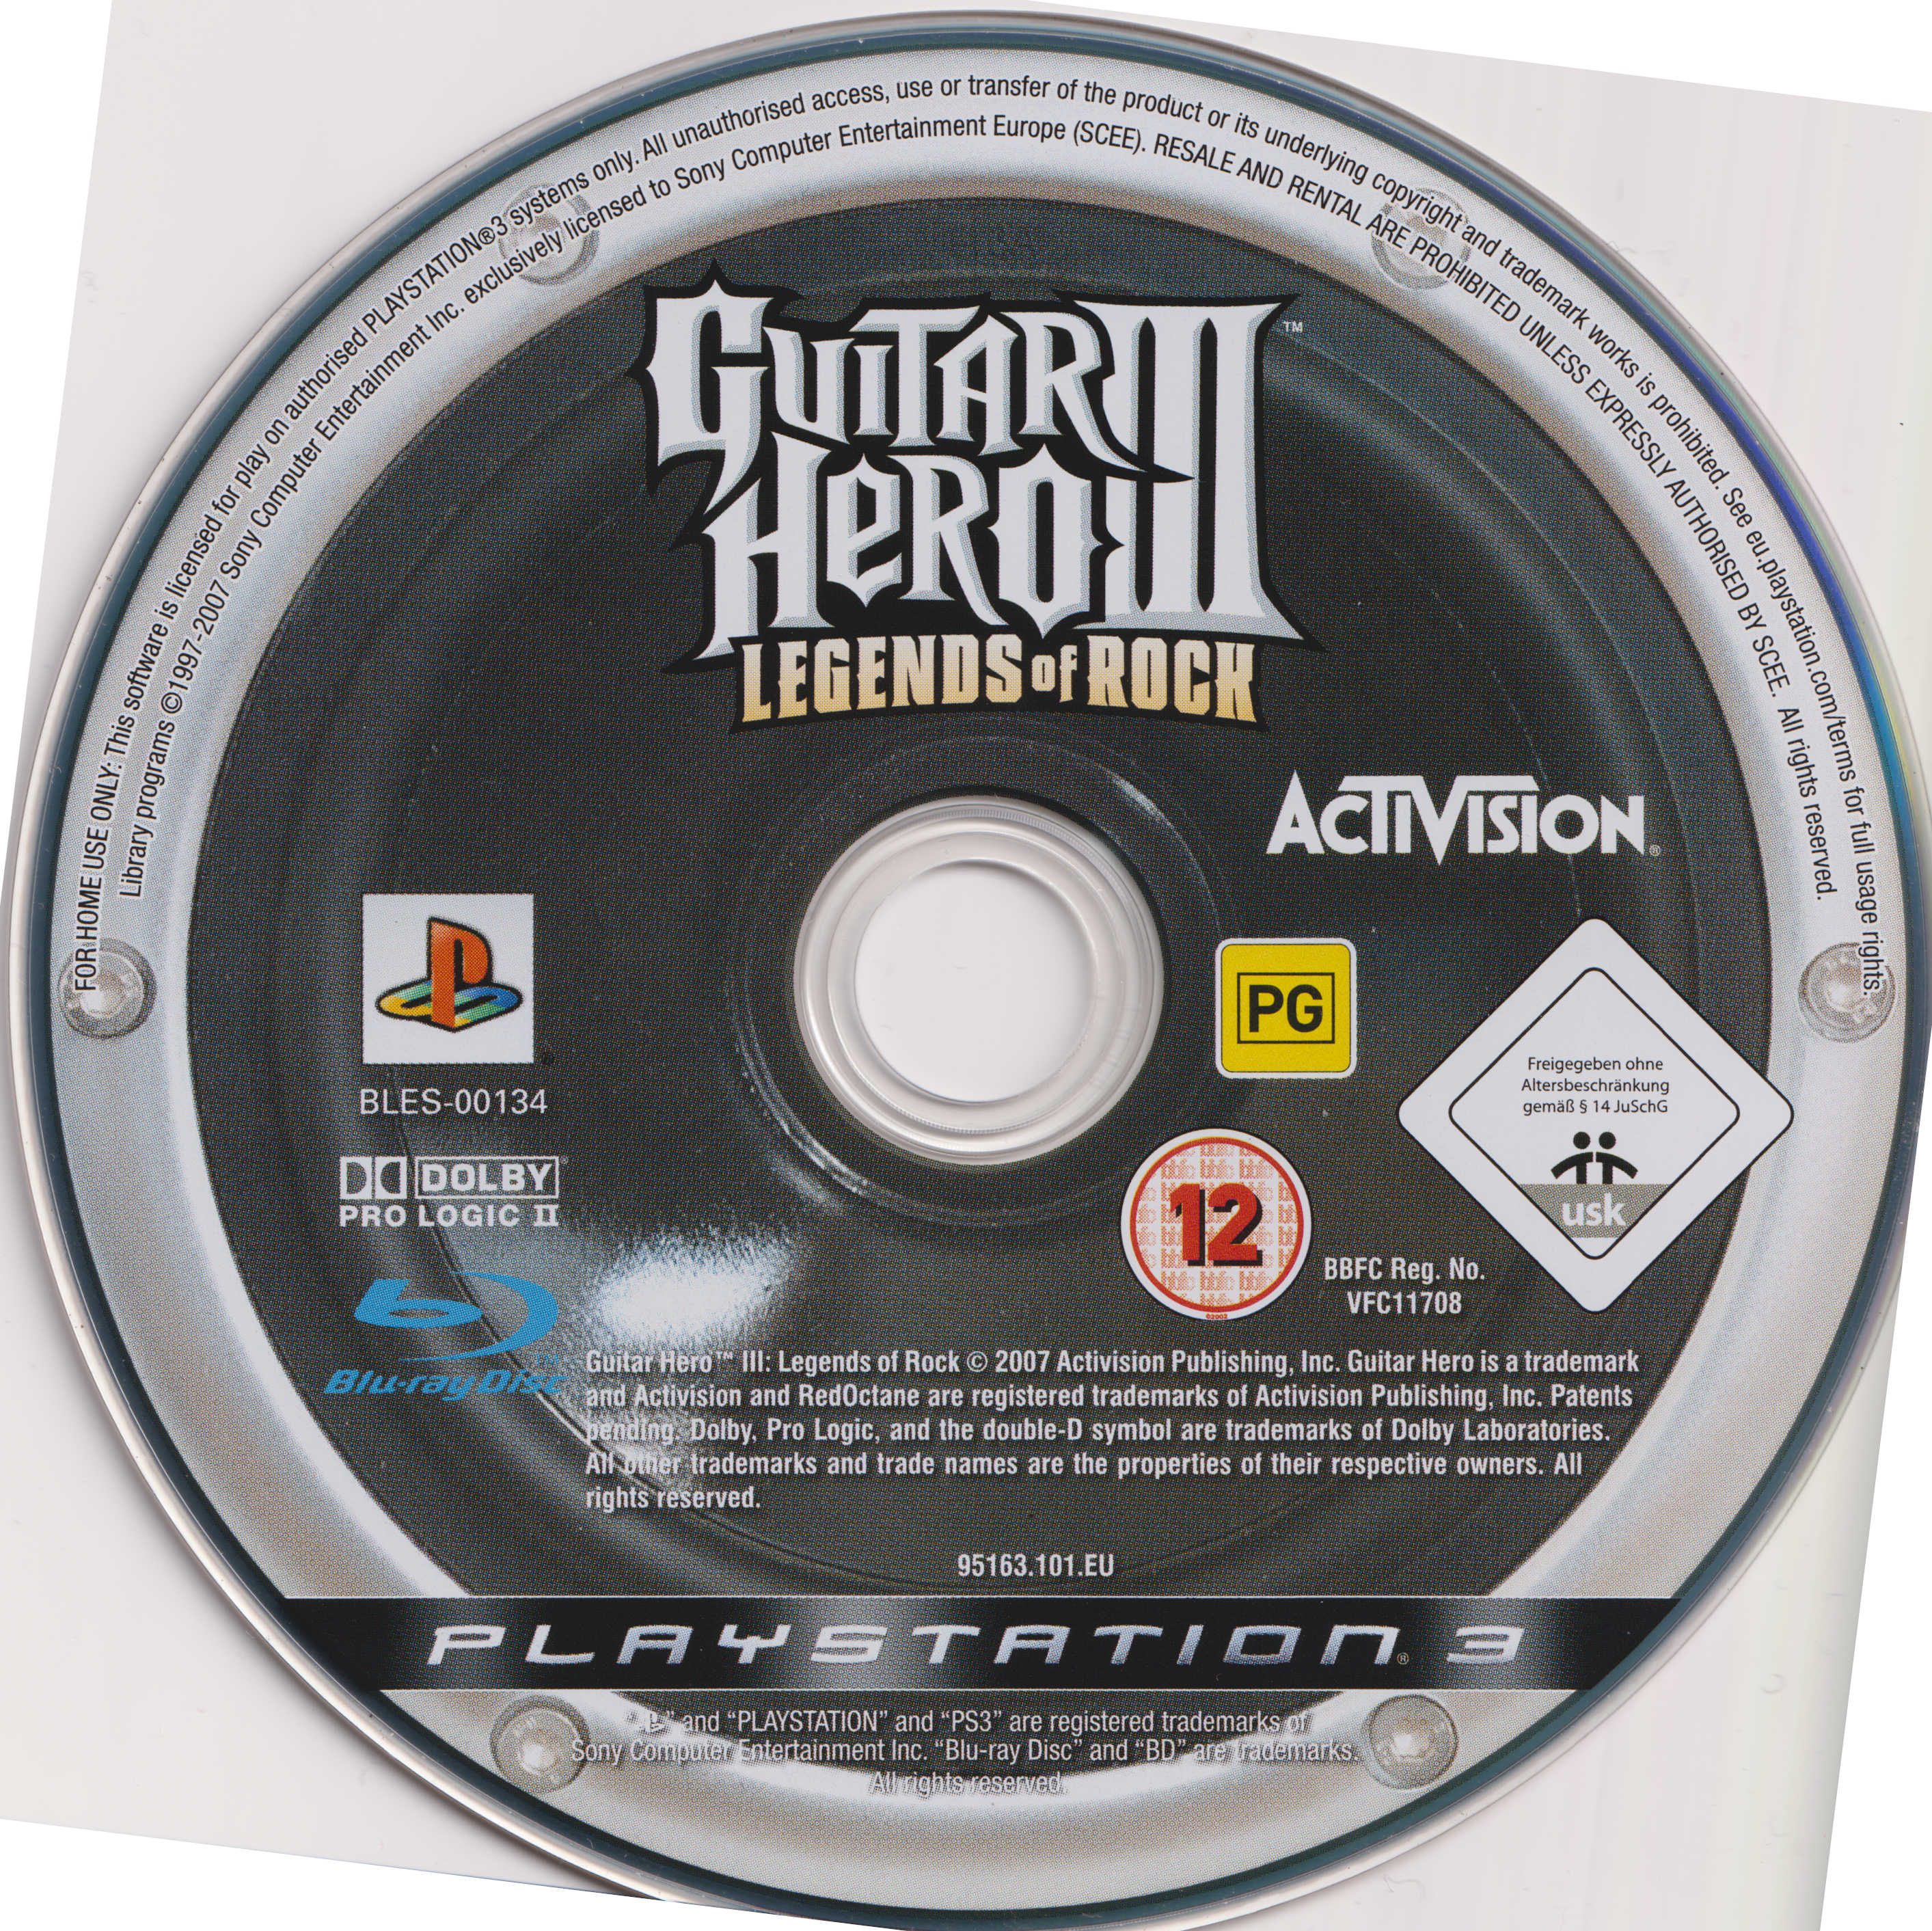 FOR HOME USE ONLY: This software is licensed for play on authorised PLAYSTATION®3 systems only. All unauthorised access, use or transfer of the product or its underlying copyright and trademark works is prohibited. See eu.playstation.com/terms for full usage rights.
Library programs ©1997-2007 Sony Computer Entertainment Inc. exclusively licensed to Sony Computer Entertainment Europe (SCEE). RESALE AND RENTAL ARE PROHIBITED UNLESS EXPRESSLY AUTHORISED BY SCEE. All rights reserved.
GUITAR
HERO III ™
LEGENDS of ROCK
ACTIVISION®
BLES-00134
DOLBY®
PRO LOGIC II
Blu-ray Disc
PG
Freigegeben ohne
Altersbeschränkung
gemäß § 14 JuSchG
usk
12
BBFC Reg. No.
VFC11708
Guitar Hero™ III: Legends of Rock © 2007 Activision Publishing, Inc. Guitar Hero is a trademark
and Activision and RedOctane are registered trademarks of Activision Publishing, Inc. Patents
pending. Dolby, Pro Logic, and the double-D symbol are trademarks of Dolby Laboratories.
All other trademarks and trade names are the properties of their respective owners. All
rights reserved.
95163.101.EU
PLAYSTATION® 3
“ ” and “PLAYSTATION” and “PS3” are registered trademarks of
Sony Computer Entertainment Inc. “Blu-ray Disc” and “BD” are trademarks.
All rights reserved.